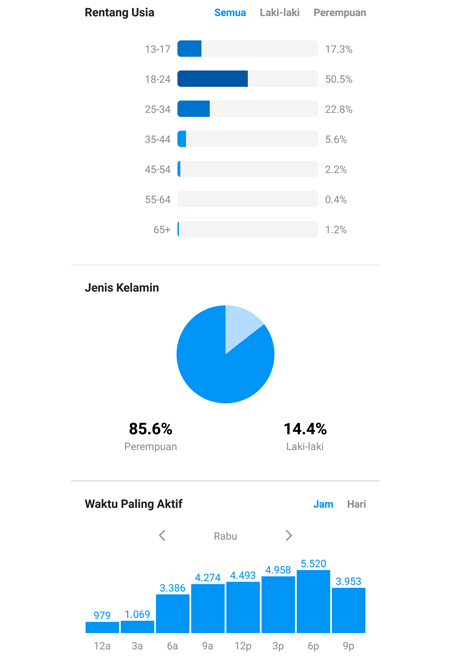 Rentang Usia Semua Laki-laki Perempuan
13-17 17.3%
18-24 50.5%
25-34 22.8%
35-44 5.6%
45-54 2.2%
55-64 0.4%
65+ 1.2%
Jenis Kelamin
85.6% 14.4%
Perempuan Laki-laki
Waktu Paling Aktif Jam Hari
Rabu
979 1.069 3.386 4.274 4.493 4.958 5.520 3.953
12a 3a 6a 9a 12p 3p 6p 9p